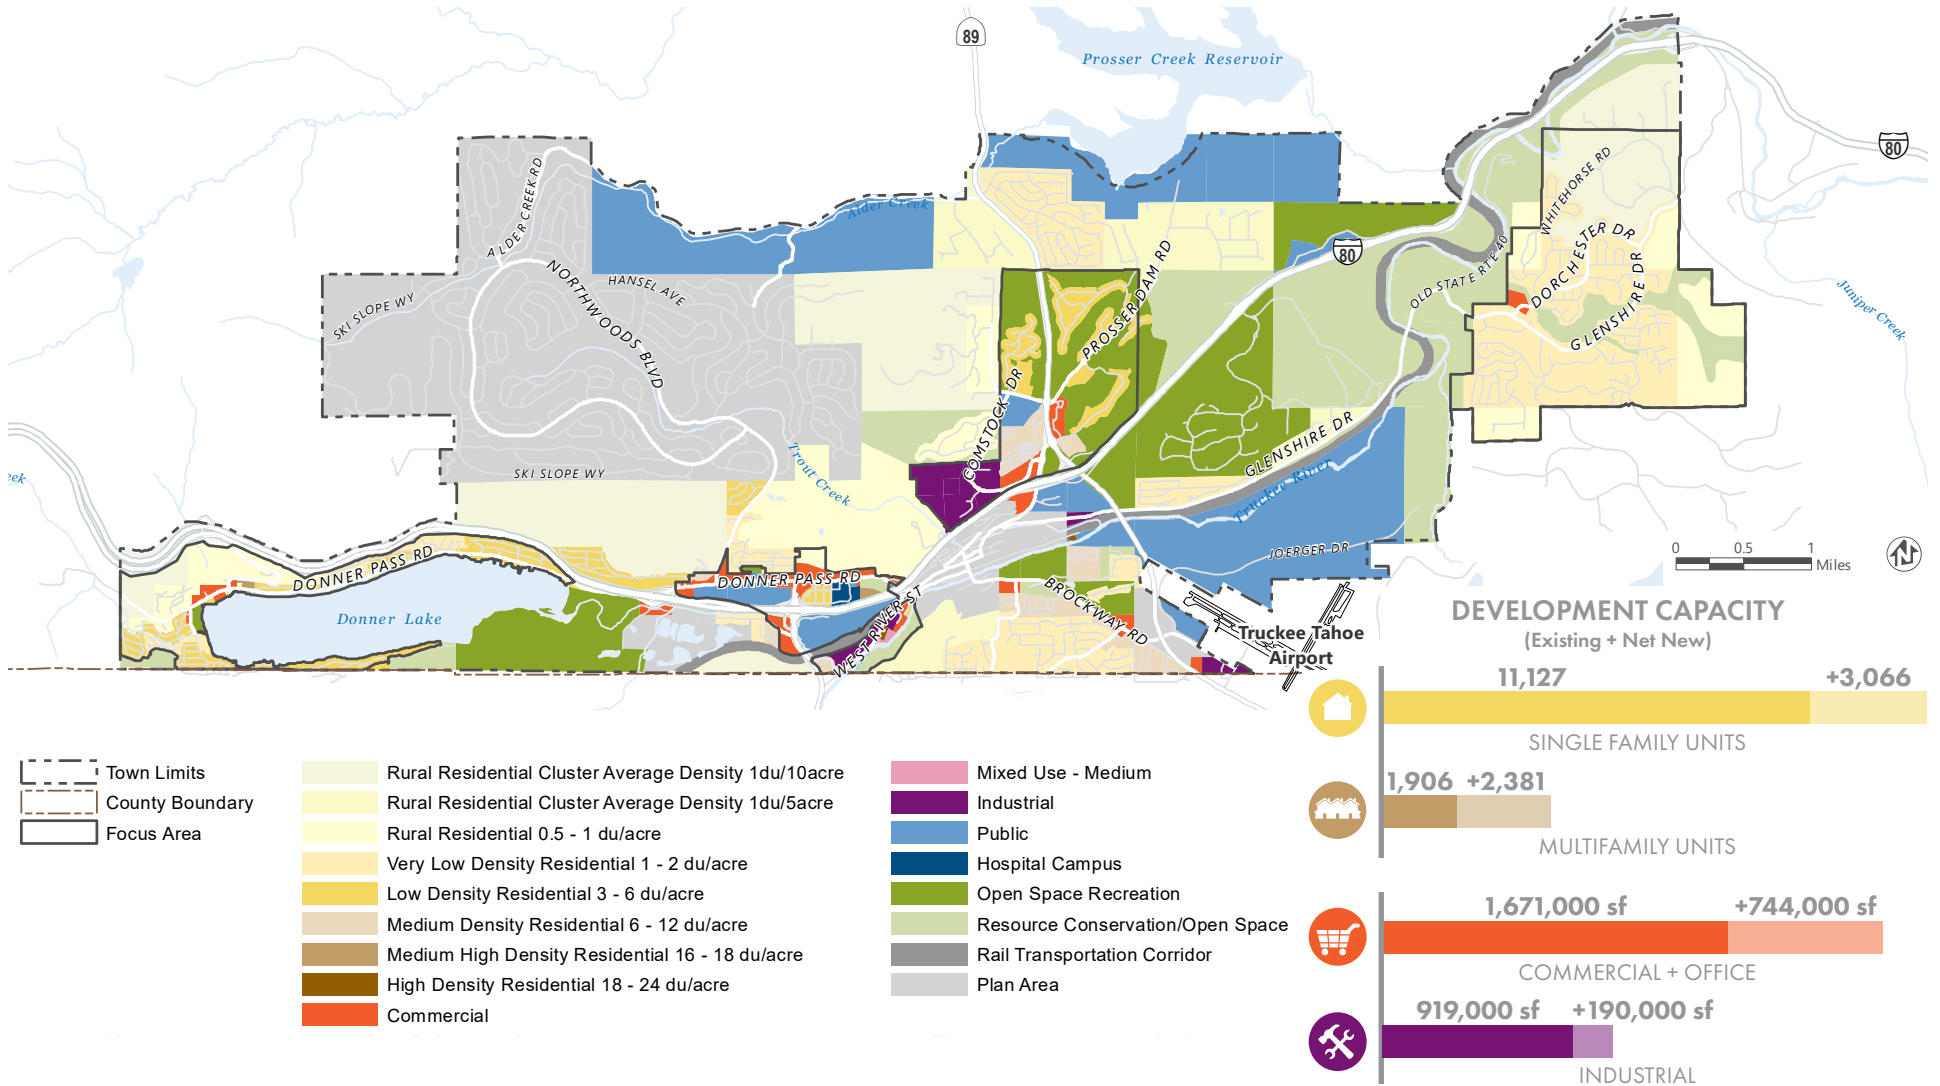 89
Prosser Creek Reservoir
80
ALDER CREEK RD
Alder Creek
WHITEHORSE RD
NORTHWOODS BLVD
HANSEL AVE
SKI SLOPE WY
PROSSER DAM RD
80
OLD STATE RTE 40
DORCHESTER DR
GLENSHIRE DR
Juniper Creek
COMSTOCK DR
GLENSHIRE DR
Truckee River
Trout Creek
SKI SLOPE WY
eek
JOERGER DR
DONNER PASS RD
DONNER PASS RD
BROCKWAY RD
WEST RIVER ST
Donner Lake
Truckee Tahoe
Airport
0 0.5 1
Miles
DEVELOPMENT CAPACITY
(Existing + Net New)
11,127 +3,066
SINGLE FAMILY UNITS
1,906 +2,381
MULTIFAMILY UNITS
1,671,000 sf +744,000 sf
COMMERCIAL + OFFICE
919,000 sf +190,000 sf
INDUSTRIAL
Town Limits
County Boundary
Focus Area
Rural Residential Cluster Average Density 1du/10acre
Rural Residential Cluster Average Density 1du/5acre
Rural Residential 0.5 - 1 du/acre
Very Low Density Residential 1 - 2 du/acre
Low Density Residential 3 - 6 du/acre
Medium Density Residential 6 - 12 du/acre
Medium High Density Residential 16 - 18 du/acre
High Density Residential 18 - 24 du/acre
Commercial
Mixed Use - Medium
Industrial
Public
Hospital Campus
Open Space Recreation
Resource Conservation/Open Space
Rail Transportation Corridor
Plan Area